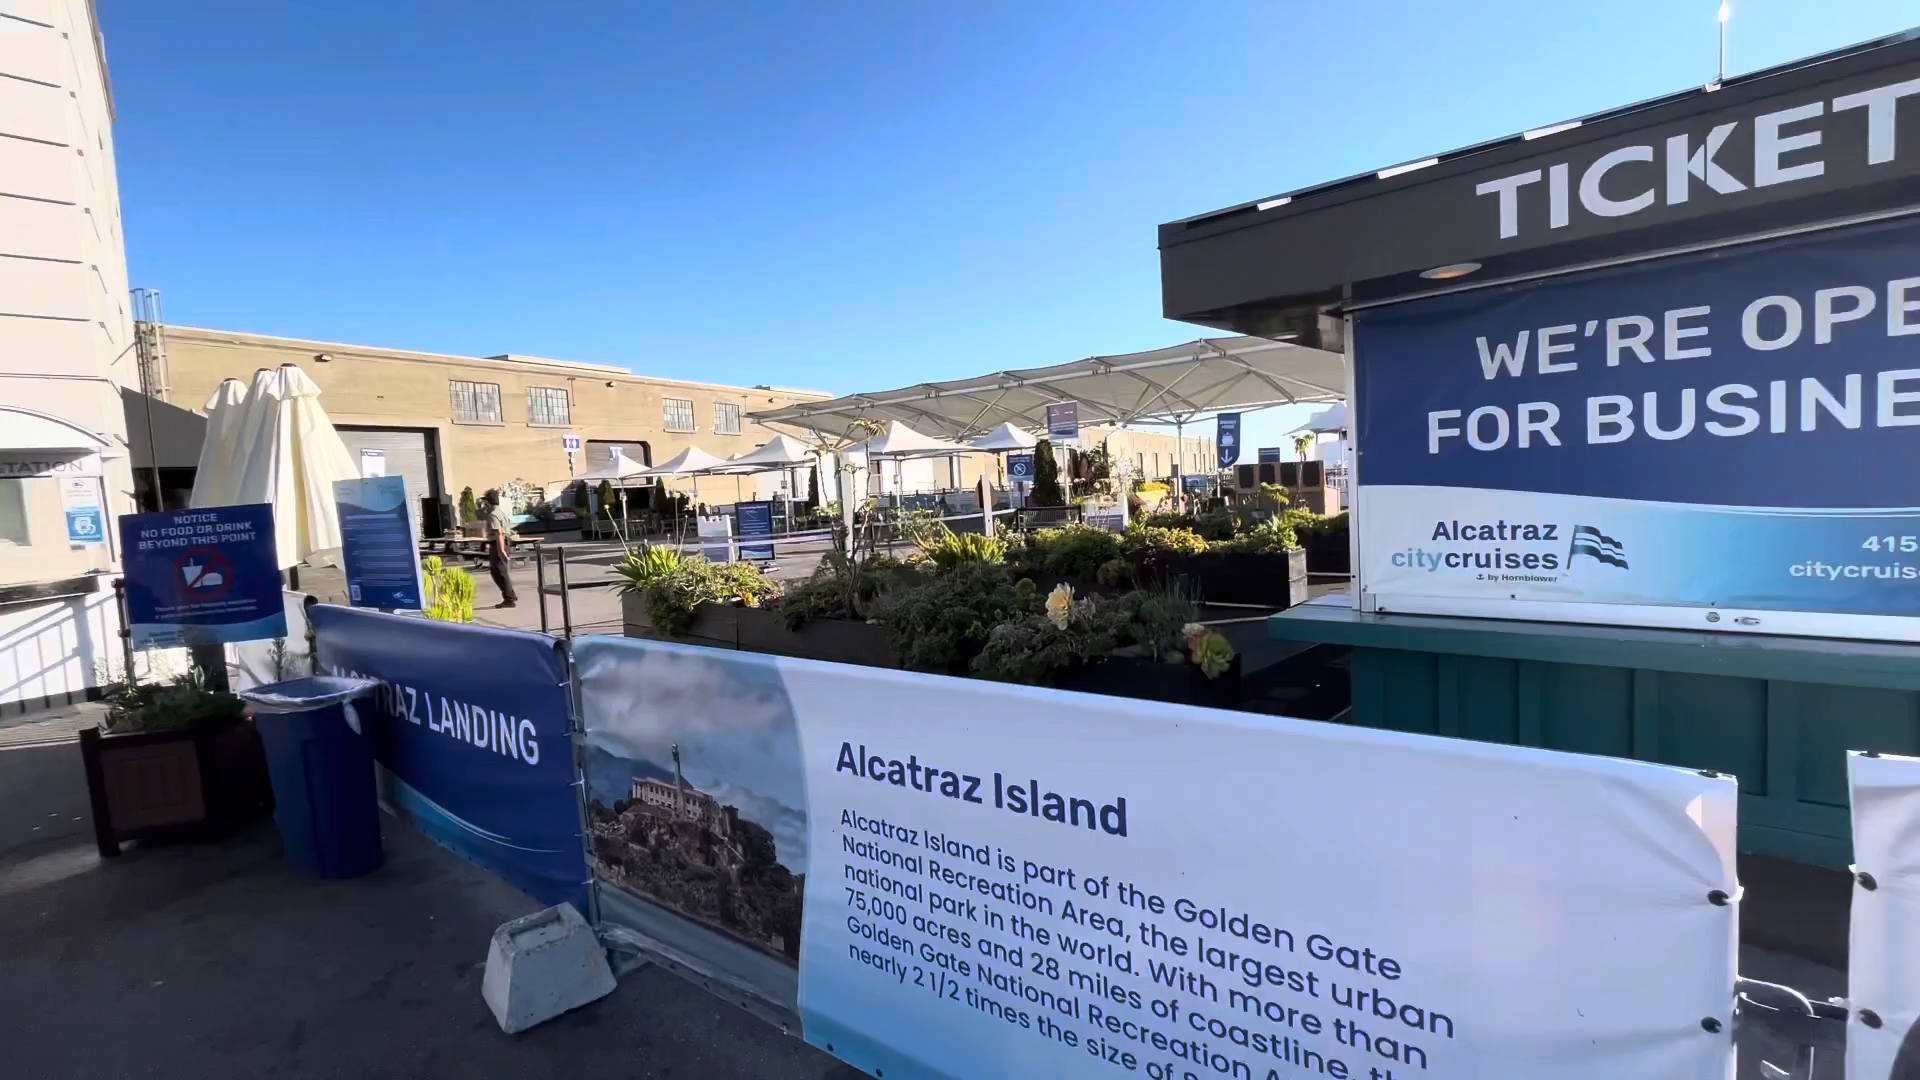 TICKET
WE'RE OPE
FOR BUSINE
Alcatraz
citycruises
by Hornblower
415
citycruis
TATION
NOTICE
NO FOOD OR DRINK
BEYOND THIS POINT
LANDING
Alcatraz Island
Alcatraz Island is part of the Golden Gate
National Recreation Area, the largest urban
national park in the world. With more than
75,000 acres and 28 miles of coastline, th
Golden Gate National Recreation A
nearly 2 1/2 times the size of